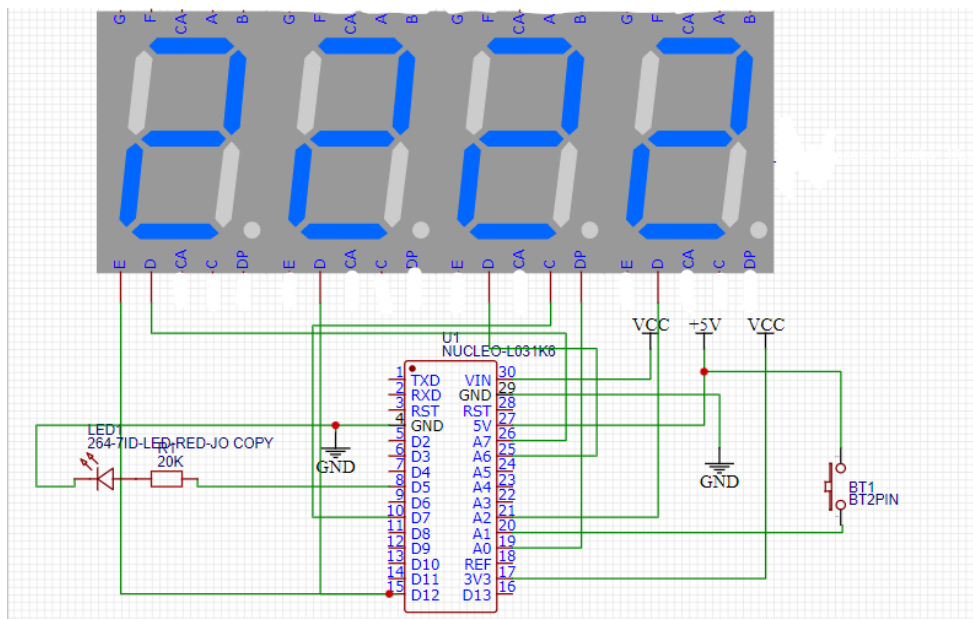 G F CA A B G F CA A B G F CA A B G F CA A B
E D CA C DP E D CA C DP E D CA C DP E D CA C DP
VCC +5V VCC
U1
NUCLEO-L031K6
1 TXD VIN 30
2 RXD GND 29
3 RST RST 28
4 GND 5V 27
5 D2 A7 26
6 D3 A6 25
7 D4 A5 24
8 D5 A4 23
9 D6 A3 22
10 D7 A2 21
11 D8 A1 20
12 D9 A0 19
13 D10 REF 18
14 D11 3V3 17
15 D12 D13 16
LED1
264-7ID-LED-RED-JO COPY
R1
20K
GND
GND
BT1
BT2PIN